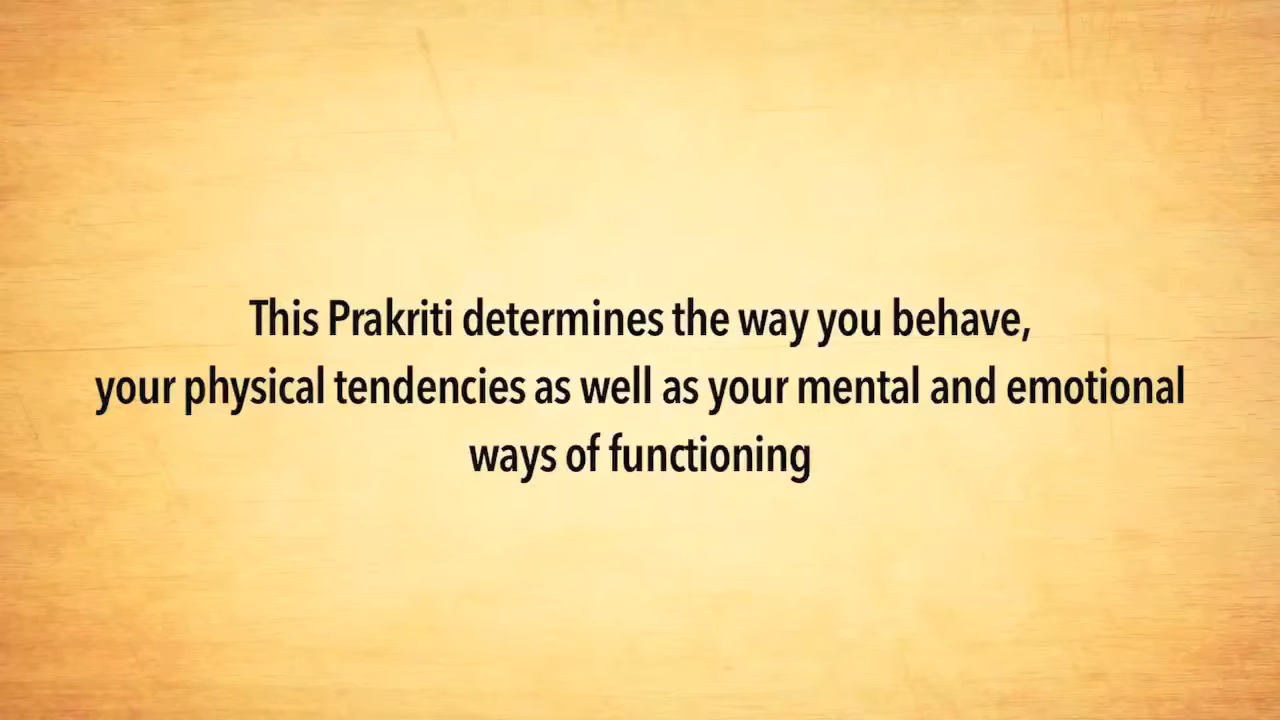 This Prakriti determines the way you behave,
your physical tendencies as well as your mental and emotional
ways of functioning